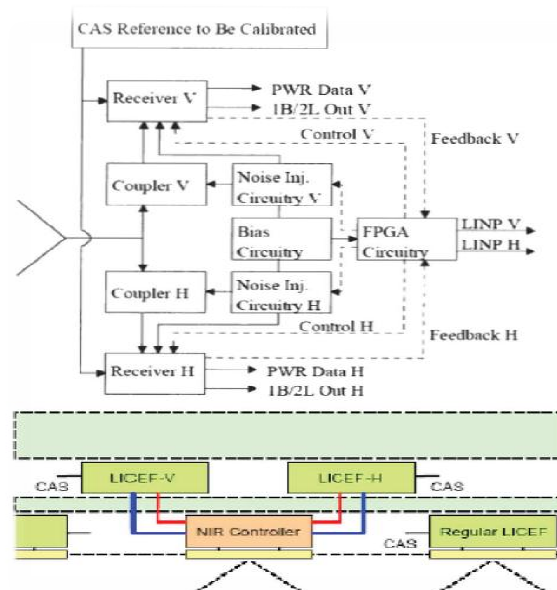 CAS Reference to Be Calibrated
Receiver V
PWR Data V
1B/2L Out V
Control V
Feedback V
Coupler V
Noise Inj.
Circuitry V
Bias
Circuitry
FPGA
Circuitry
LINP V
LINP H
Coupler H
Noise Inj.
Circuitry H
Control H
Feedback H
Receiver H
PWR Data H
1B/2L Out H
LICEF-V
LICEF-H
CAS
CAS
NIR Controller
Regular LICEF
CAS